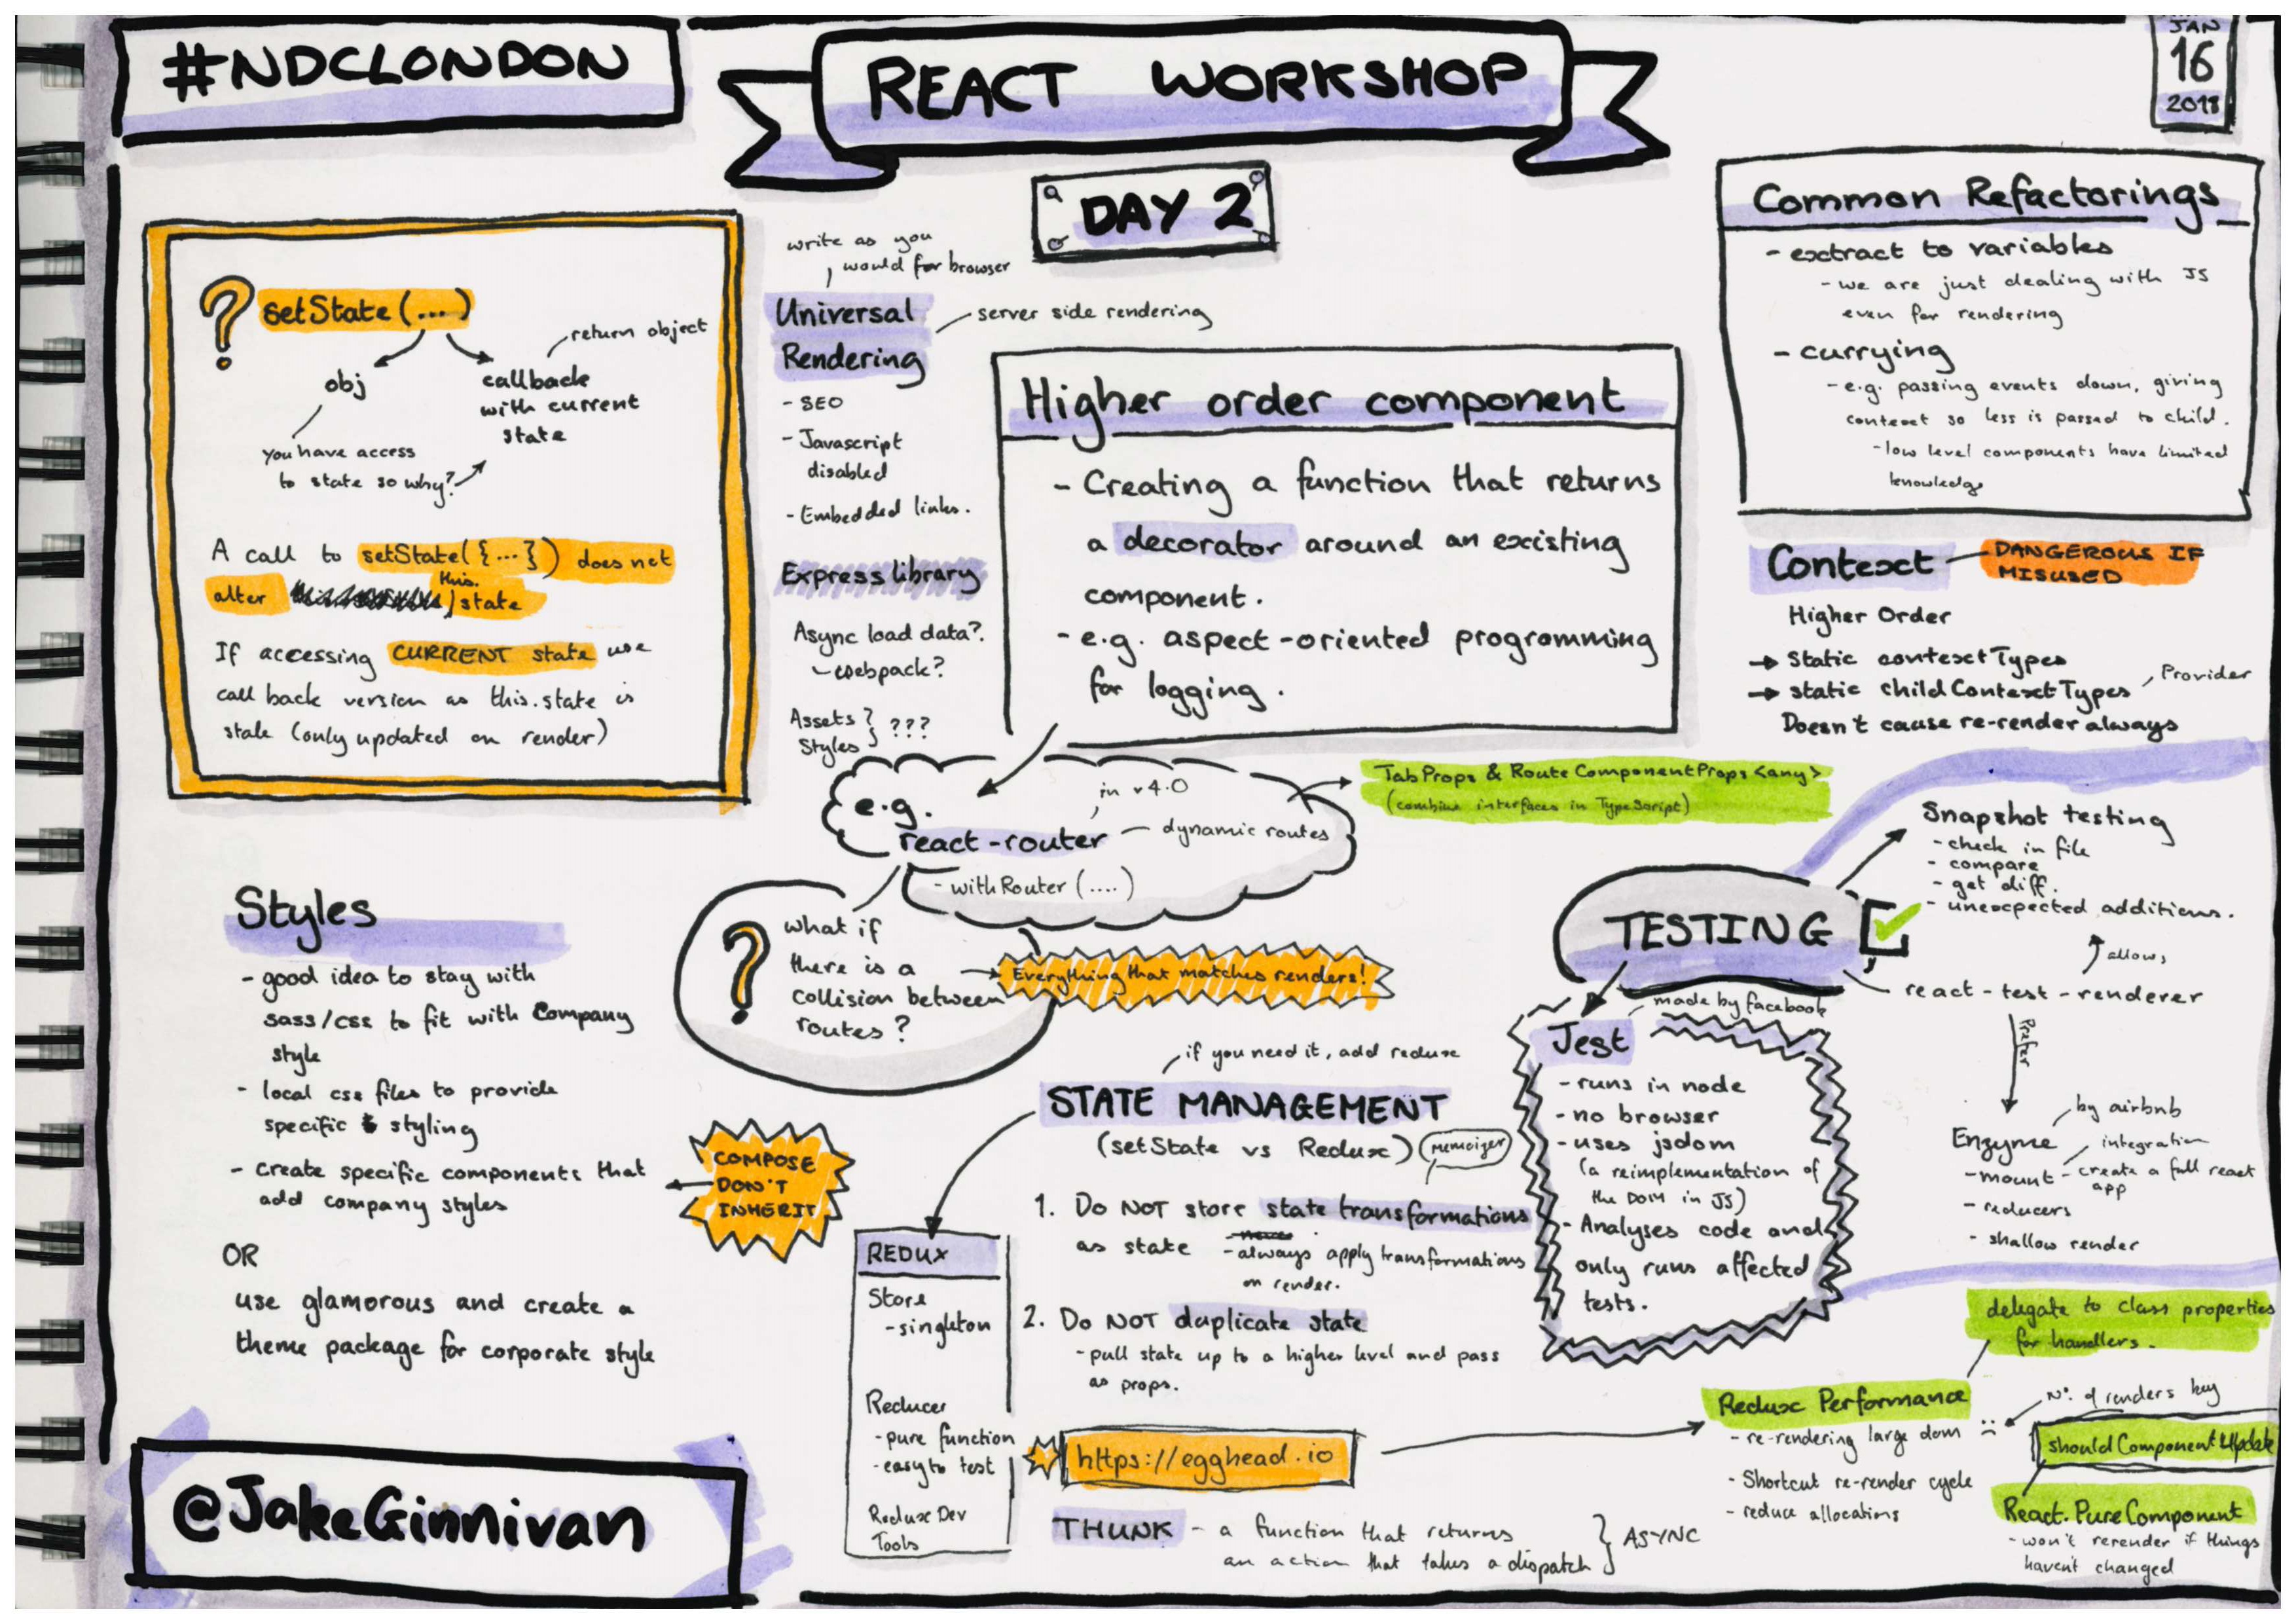 #NDCLONDON
REACT WORKSHOP
JAN
16
2018
DAY 2
? setState (...)
return object
obj
callback
with current
state
you have access
to state so why?
A call to setState({...}) does not
alter this.
state
If accessing CURRENT state use
call back version as this.state is
stale (only updated on render)
write as you
would for browser
Universal
Rendering
server side rendering
- SEO
- Javascript
disabled
- Embedded links.
Express library
Async load data?
webpack?
Assets } ???
Styles
Higher order component
- Creating a function that returns
a decorator around an existing
component.
- e.g. aspect-oriented programming
for logging.
Common Refactorings
- extract to variables
- we are just dealing with JS
even for rendering
- currying
- e.g. passing events down, giving
context so less is passed to child.
- low level components have limited
knowledge
Context
DANGEROUS IF
MISUSED
Higher Order
→ Static contextTypes
→ static childContextTypes
Provider
Doesn't cause re-render always
e.g.
in v4.0
react-router - dynamic routes
- withRouter (....)
TabProps & RouteComponentProps<any>
(combine interfaces in TypeScript)
?
what if
there is a
collision between
routes?
Everything that matches renders!
Styles
- good idea to stay with
sass/css to fit with company
style
- local css files to provide
specific styling
- create specific components that
add company styles
COMPOSE
DON'T
INHERIT
OR
use glamorous and create a
theme package for corporate style
if you need it, add redux
STATE MANAGEMENT
(setState vs Redux)
memoizer
1. Do NOT store state transformations
as state
- always apply transformations
on render.
2. Do NOT duplicate state
- pull state up to a higher level and pass
as props.
REDUX
Store
- singleton
Reducer
- pure function
- easy to test
Redux Dev
Tools
https://egghead.io
THUNK - a function that returns
an action that takes a dispatch } ASYNC
TESTING
Snapshot testing
- check in file
- compare
- get diff.
- unexpected additions.
allows
react-test-renderer
Prefer
made by facebook
Jest
- runs in node
- no browser
- uses jsdom
(a reimplementation of
the DOM in JS)
- Analyses code and
only runs affected
tests.
by airbnb
Enzyme
integration
- mount - create a full react
app
- reducers
- shallow render
delegate to class properties
for handlers.
Redux Performance
- re-rendering large dom
- Shortcut re-render cycle
- reduce allocations
Nº. of renders key
shouldComponentUpdate
React.PureComponent
- won't rerender if things
haven't changed
@JakeGinnivan